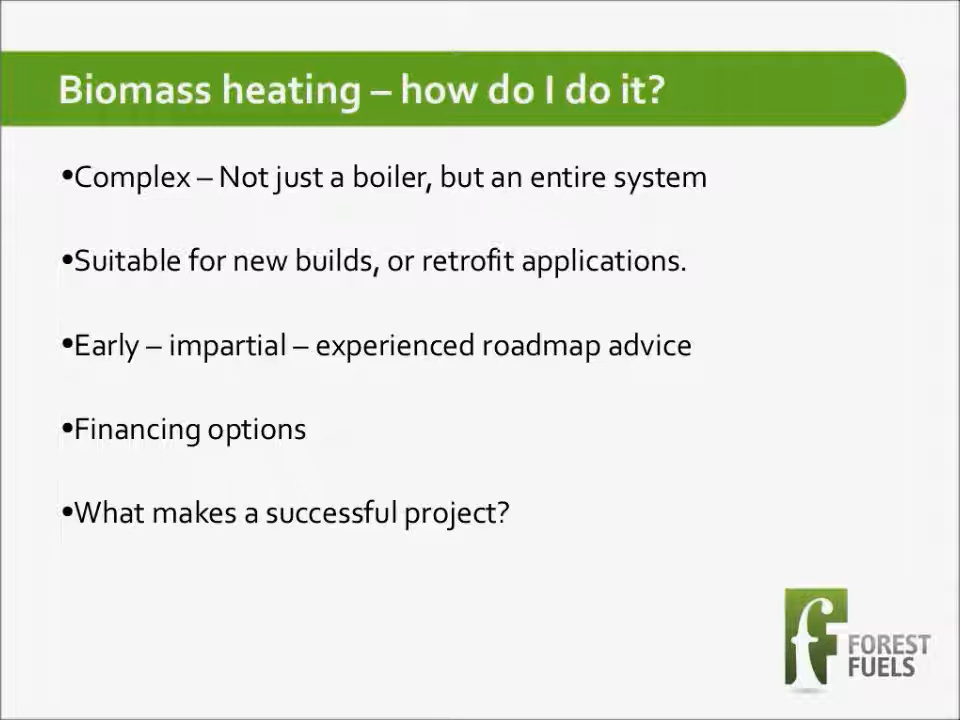 Biomass heating – how do I do it?
•Complex – Not just a boiler, but an entire system
•Suitable for new builds, or retrofit applications.
•Early – impartial – experienced roadmap advice
•Financing options
•What makes a successful project?
f
FOREST
FUELS